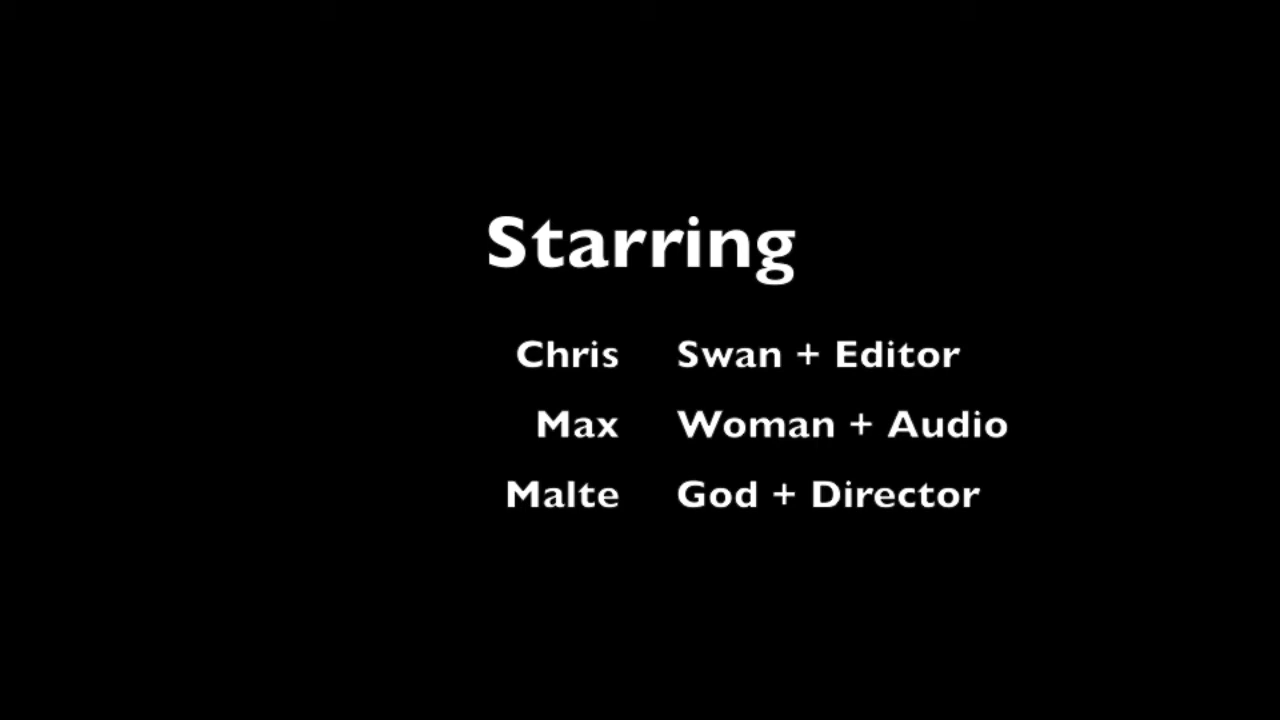 Starring
Chris Swan + Editor
Max Woman + Audio
Malte God + Director